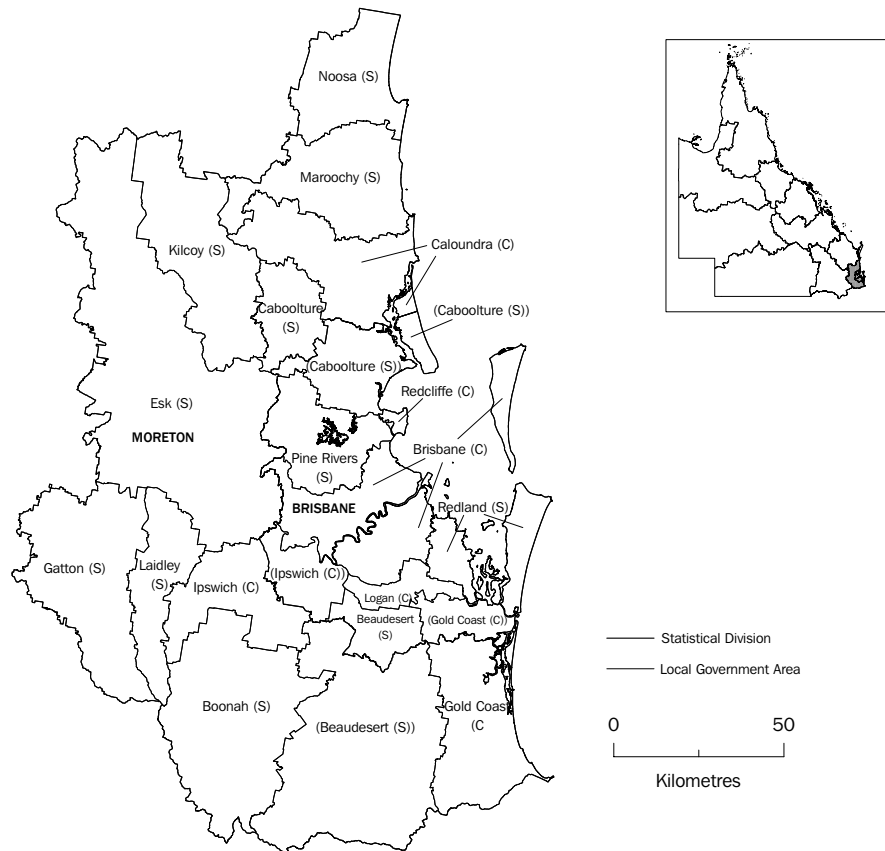 Noosa (S)
Maroochy (S)
Kilcoy (S)
Caloundra (C)
Caboolture
(S)
(Caboolture (S))
(Caboolture (S))
Redcliffe (C)
Esk (S)
MORETON
Pine Rivers
(S)
Brisbane (C)
BRISBANE
Redland (S)
Gatton (S)
Laidley
(S)
Ipswich (C)
(Ipswich (C))
Logan (C)
Beaudesert
(S)
(Gold Coast (C))
Boonah (S)
(Beaudesert (S))
Gold Coast
(C
Statistical Division
Local Government Area
0 50
Kilometres